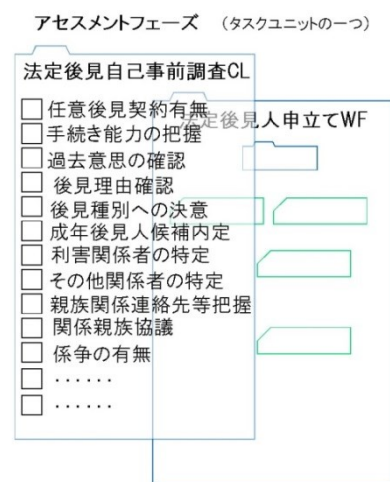 アセスメントフェーズ （タスクユニットの一つ）
法定後見自己事前調査CL
任意後見契約有無
法定後見人申立てWF
手続き能力の把握
過去意思の確認
後見理由確認
後見種別への決意
成年後見人候補内定
利害関係者の特定
その他関係者の特定
親族関係連絡先等把握
関係親族協議
係争の有無
・・・・・・
・・・・・・